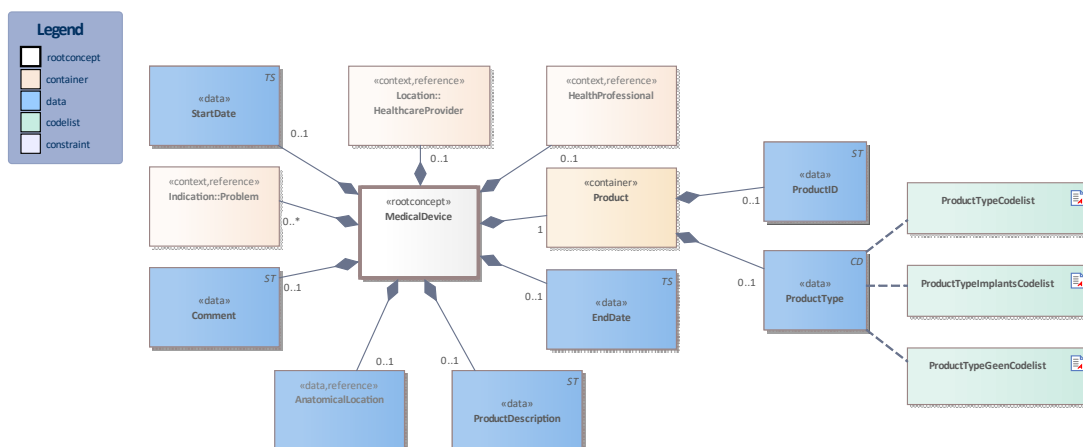 Legend
rootconcept
container
data
codelist
constraint
TS
«data»
StartDate
0..1
«context,reference»
Location::
HealthcareProvider
0..1
«context,reference»
HealthProfessional
0..1
«context,reference»
Indication::Problem
0..*
«rootconcept»
MedicalDevice
«container»
Product
1
ST
«data»
ProductID
0..1
ProductTypeCodelist
CD
«data»
ProductType
0..1
ProductTypeImplantsCodelist
ProductTypeGeenCodelist
ST
«data»
Comment
0..1
TS
«data»
EndDate
0..1
«data,reference»
AnatomicalLocation
0..1
ST
«data»
ProductDescription
0..1